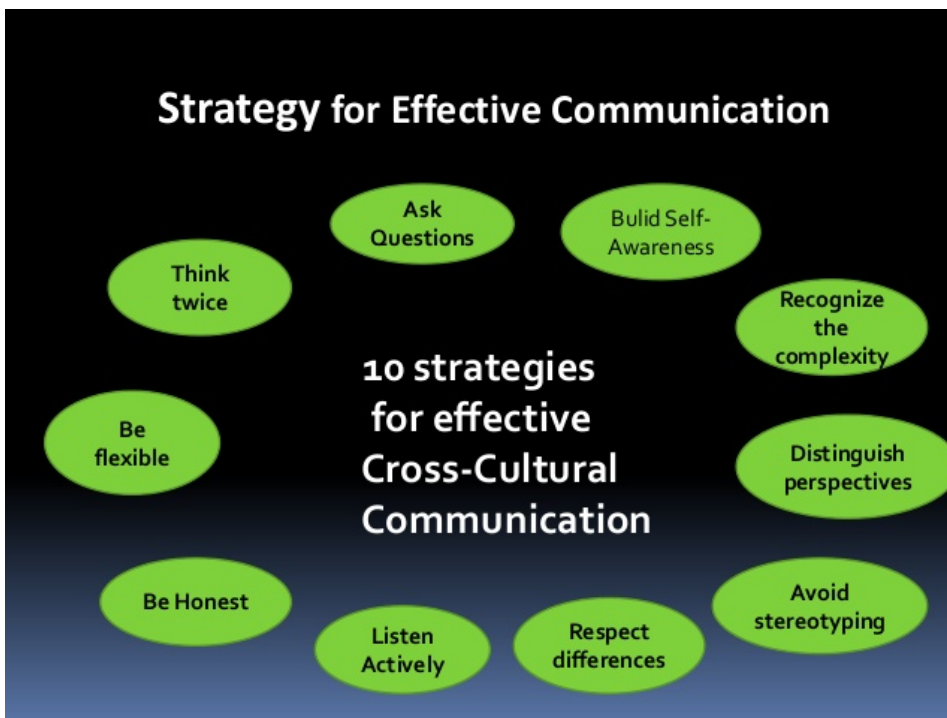 Strategy for Effective Communication
Ask
Questions
Bulid Self-
Awareness
Think
twice
Recognize
the
complexity
10 strategies
for effective
Cross-Cultural
Communication
Be
flexible
Distinguish
perspectives
Be Honest
Listen
Actively
Respect
differences
Avoid
stereotyping